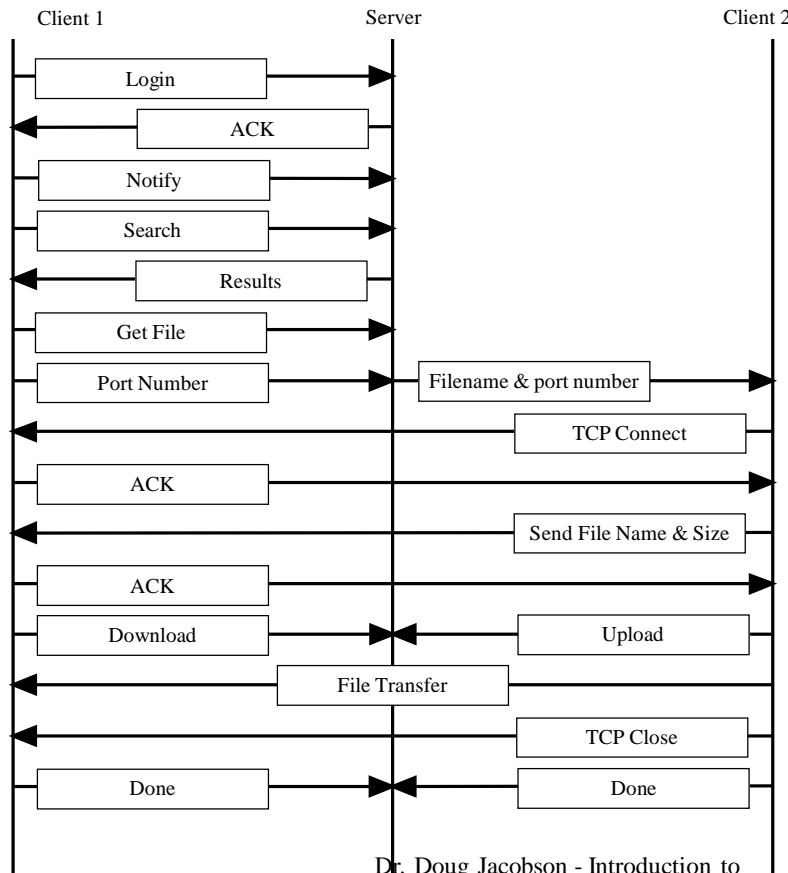 Client 1 Server Client 2
Login
ACK
Notify
Search
Results
Get File
Port Number Filename & port number
TCP Connect
ACK
Send File Name & Size
ACK
Download Upload
File Transfer
TCP Close
Done Done
Dr. Doug Jacobson - Introduction to